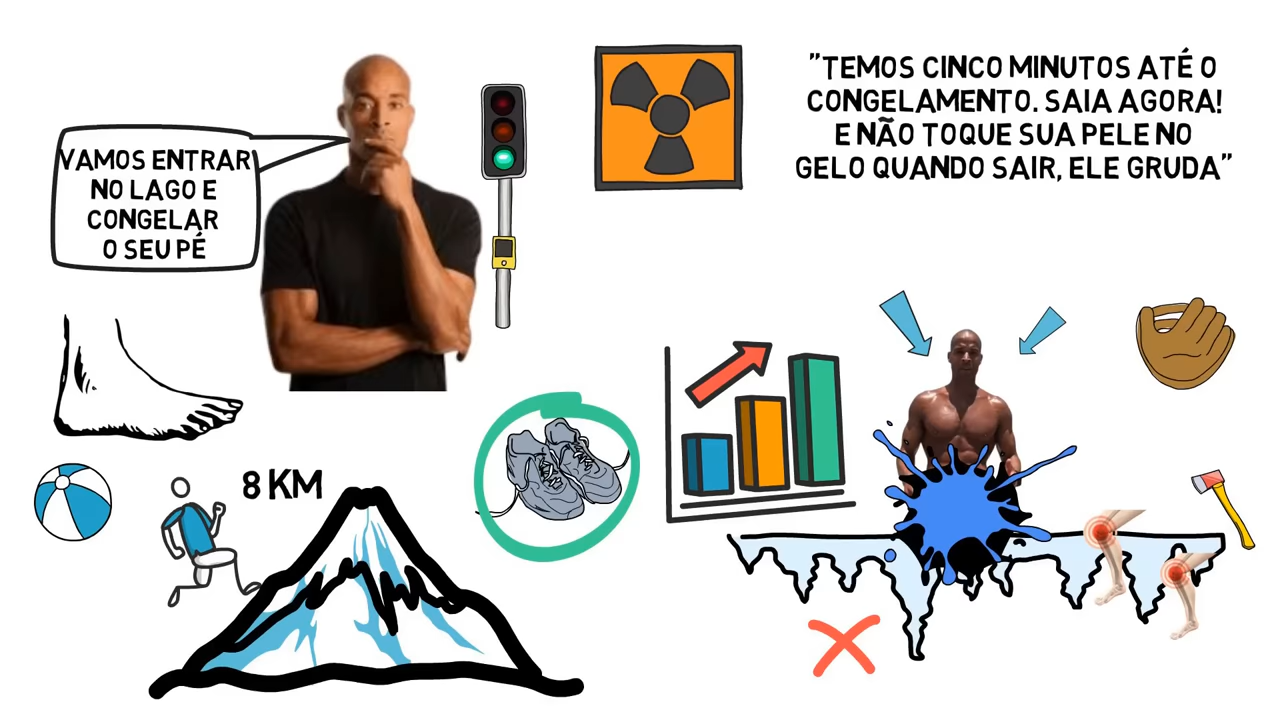 VAMOS ENTRAR
NO LAGO E
CONGELAR
O SEU PÉ
"TEMOS CINCO MINUTOS ATÉ O
CONGELAMENTO. SAIA AGORA!
E NÃO TOQUE SUA PELE NO
GELO QUANDO SAIR, ELE GRUDA"
8 KM